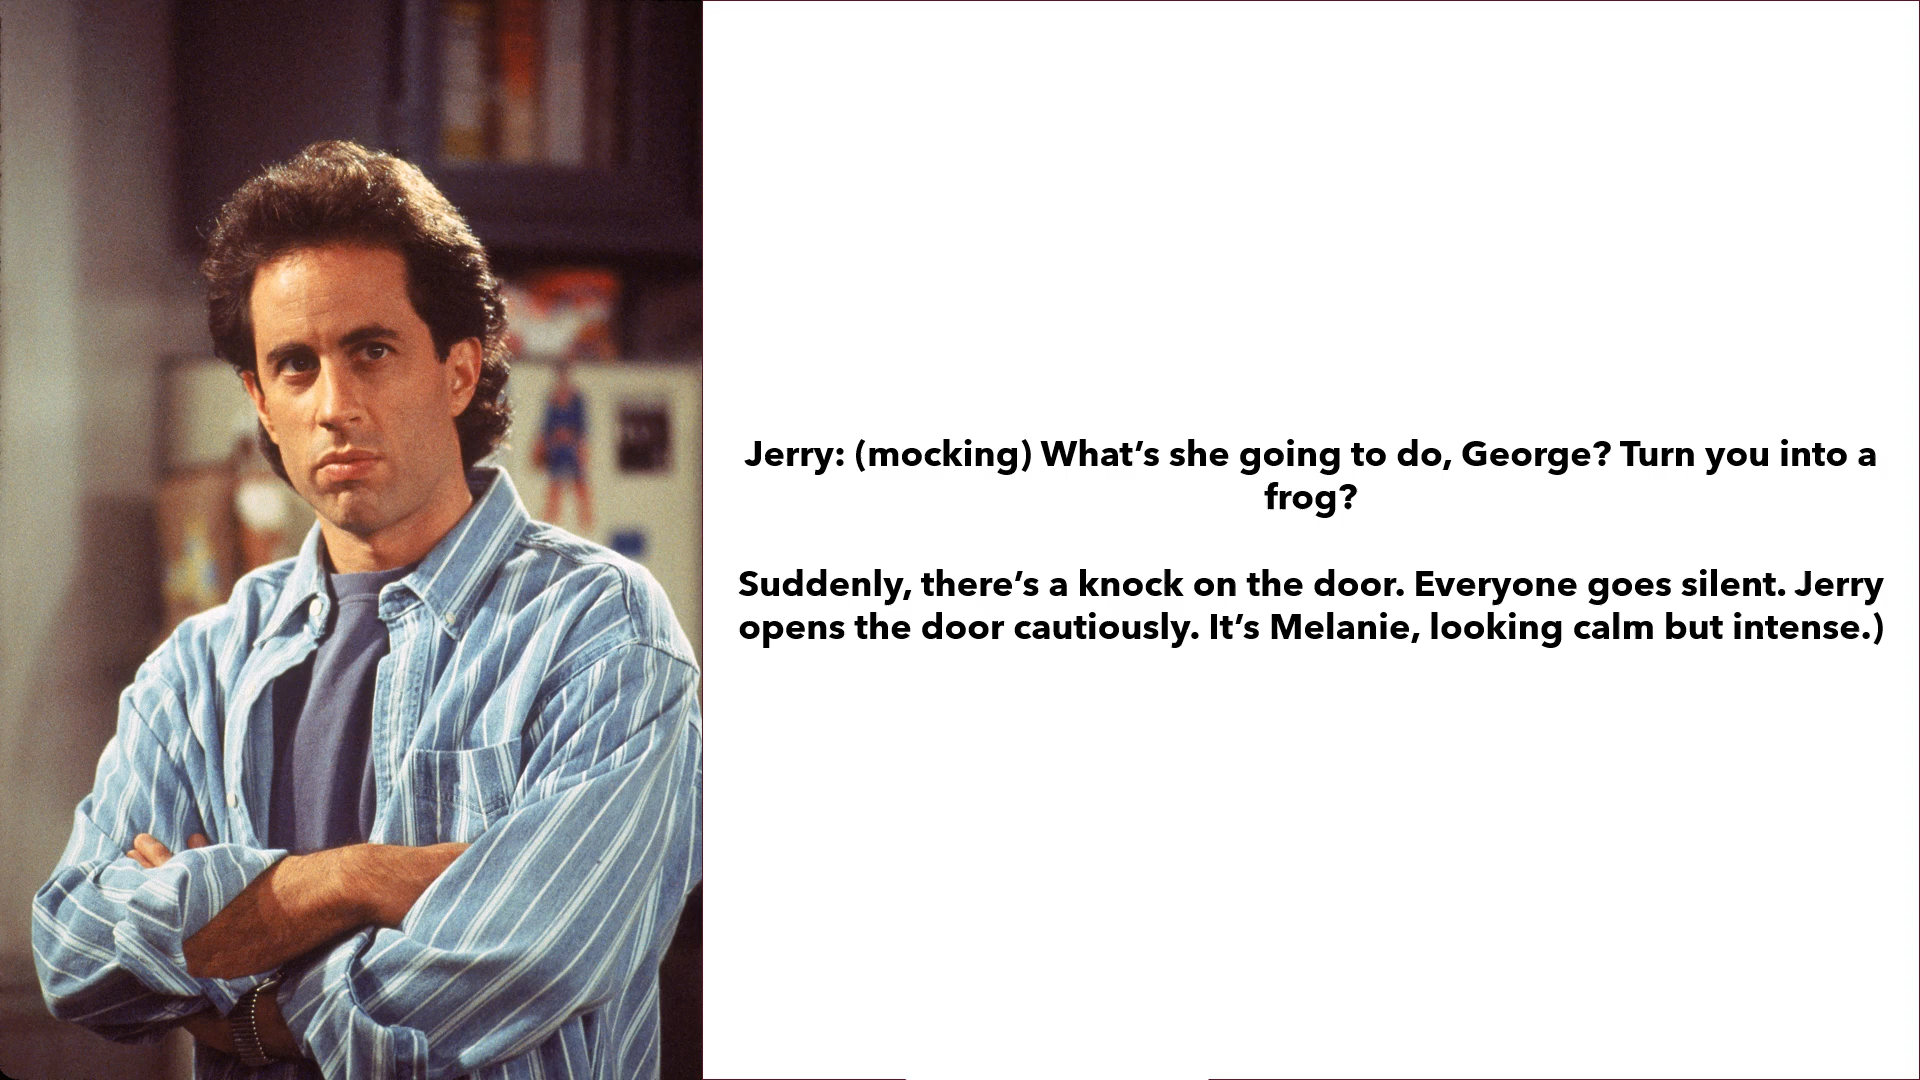 Jerry: (mocking) What’s she going to do, George? Turn you into a
frog?
Suddenly, there’s a knock on the door. Everyone goes silent. Jerry
opens the door cautiously. It’s Melanie, looking calm but intense.)